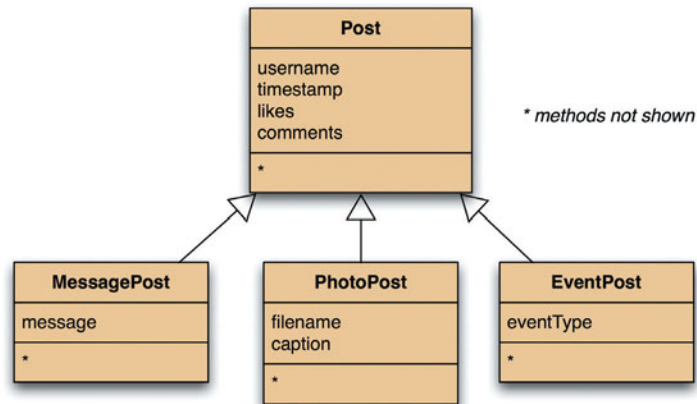 Post
username
timestamp
likes
comments
*
* methods not shown
MessagePost
message
*
PhotoPost
filename
caption
*
EventPost
eventType
*